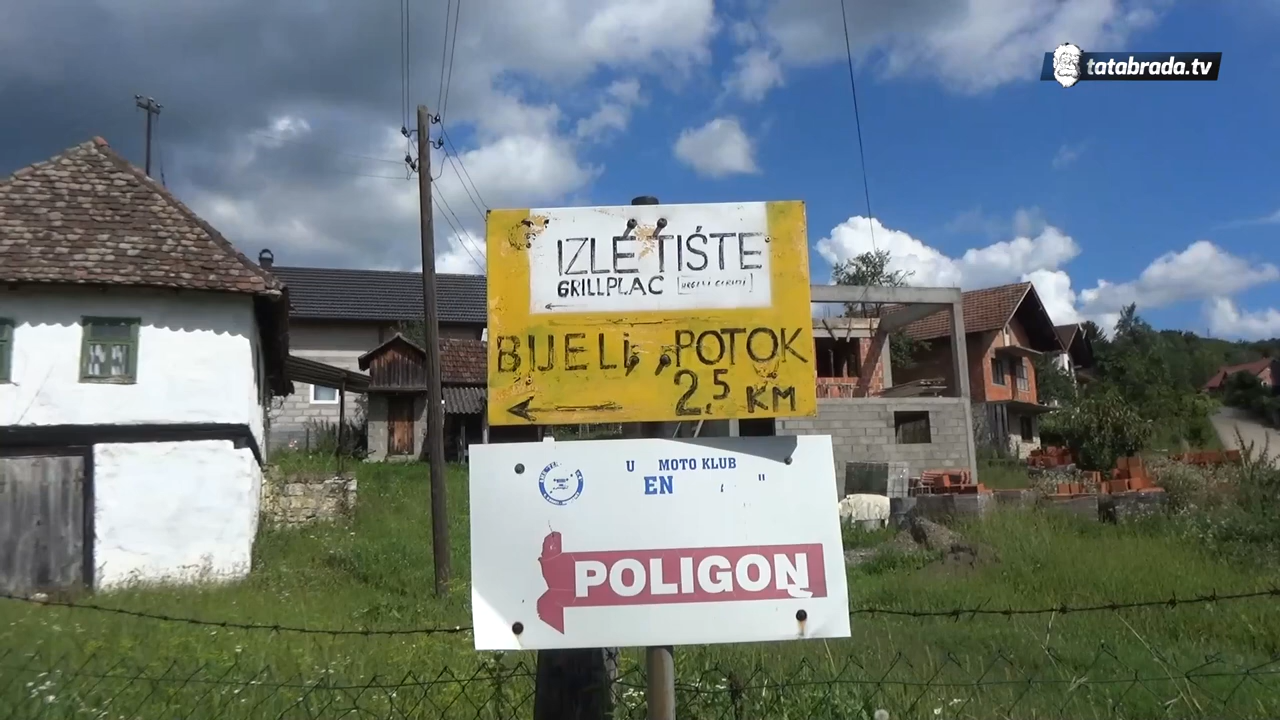 tatabrada.tv
IZLETIŠTE
GRILLPLAC
BIJELI POTOK
2,5 KM
U MOTO KLUB
EN "
POLIGON